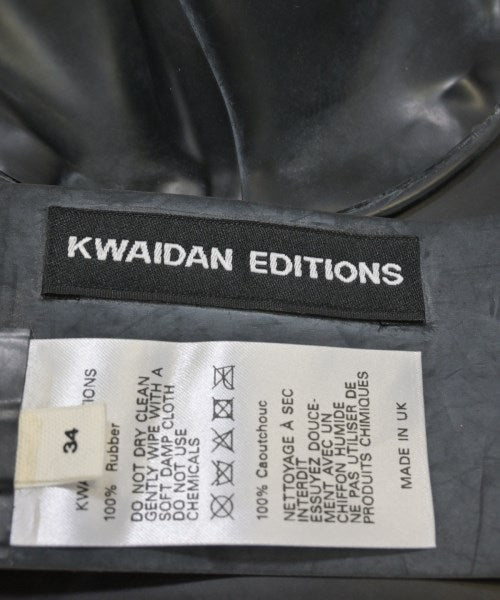 KWAIDAN EDITIONS
34
100% Rubber
DO NOT DRY CLEAN
GENTLY WIPE WITH A
SOFT DAMP CLOTH
DO NOT USE
CHEMICALS
100% Caoutchouc
NETTOYAGE A SEC
INTERDIT
ESSUYEZ DOUCE-
MENT AVEC UN
CHIFFON HUMIDE
NE PAS UTILISER DE
PRODUITS CHIMIQUES
MADE IN UK